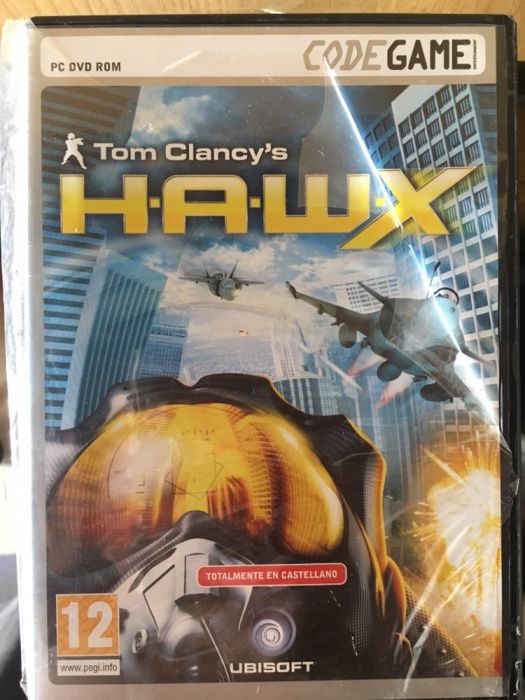 PC DVD ROM
CODEGAME
Tom Clancy's
H·A·W·X
TOTALMENTE EN CASTELLANO
12
www.pegi.info
UBISOFT